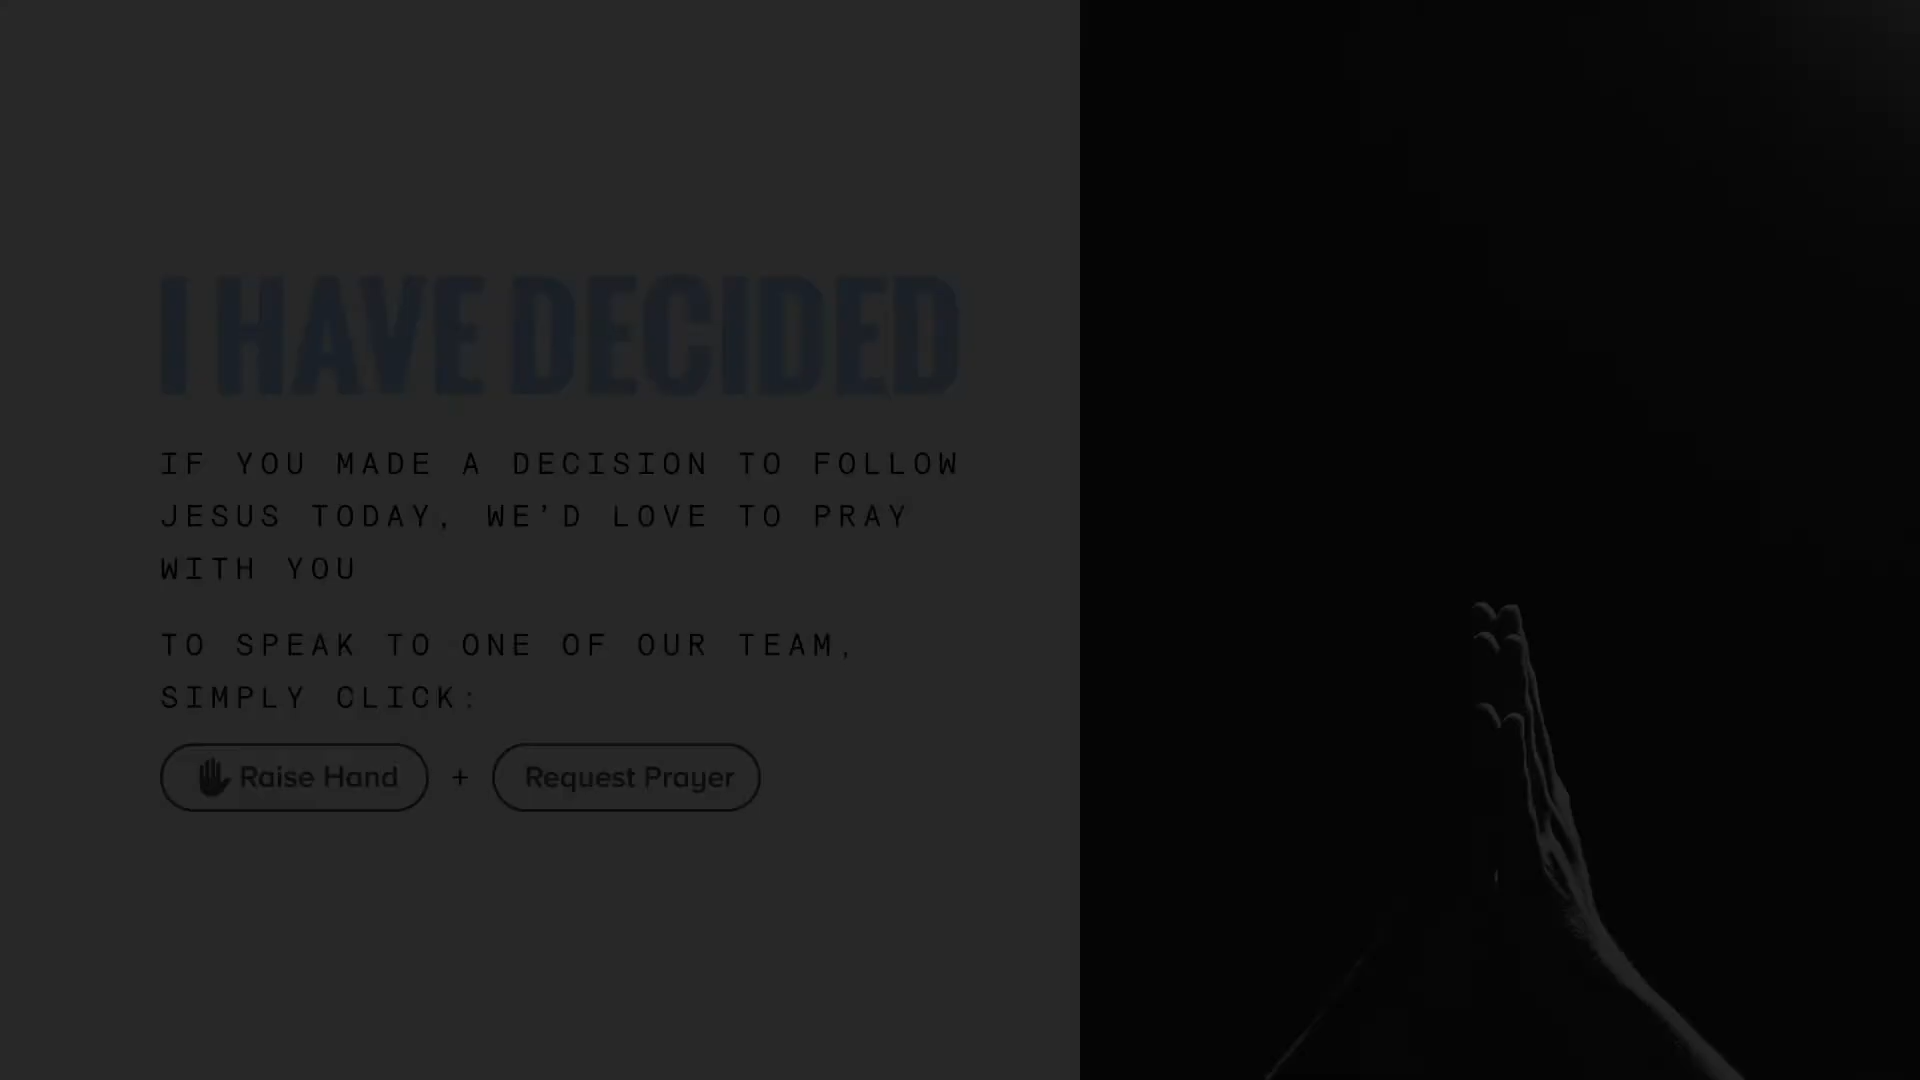 I HAVE DECIDED
IF YOU MADE A DECISION TO FOLLOW
JESUS TODAY, WE’D LOVE TO PRAY
WITH YOU
TO SPEAK TO ONE OF OUR TEAM,
SIMPLY CLICK:
Raise Hand + Request Prayer